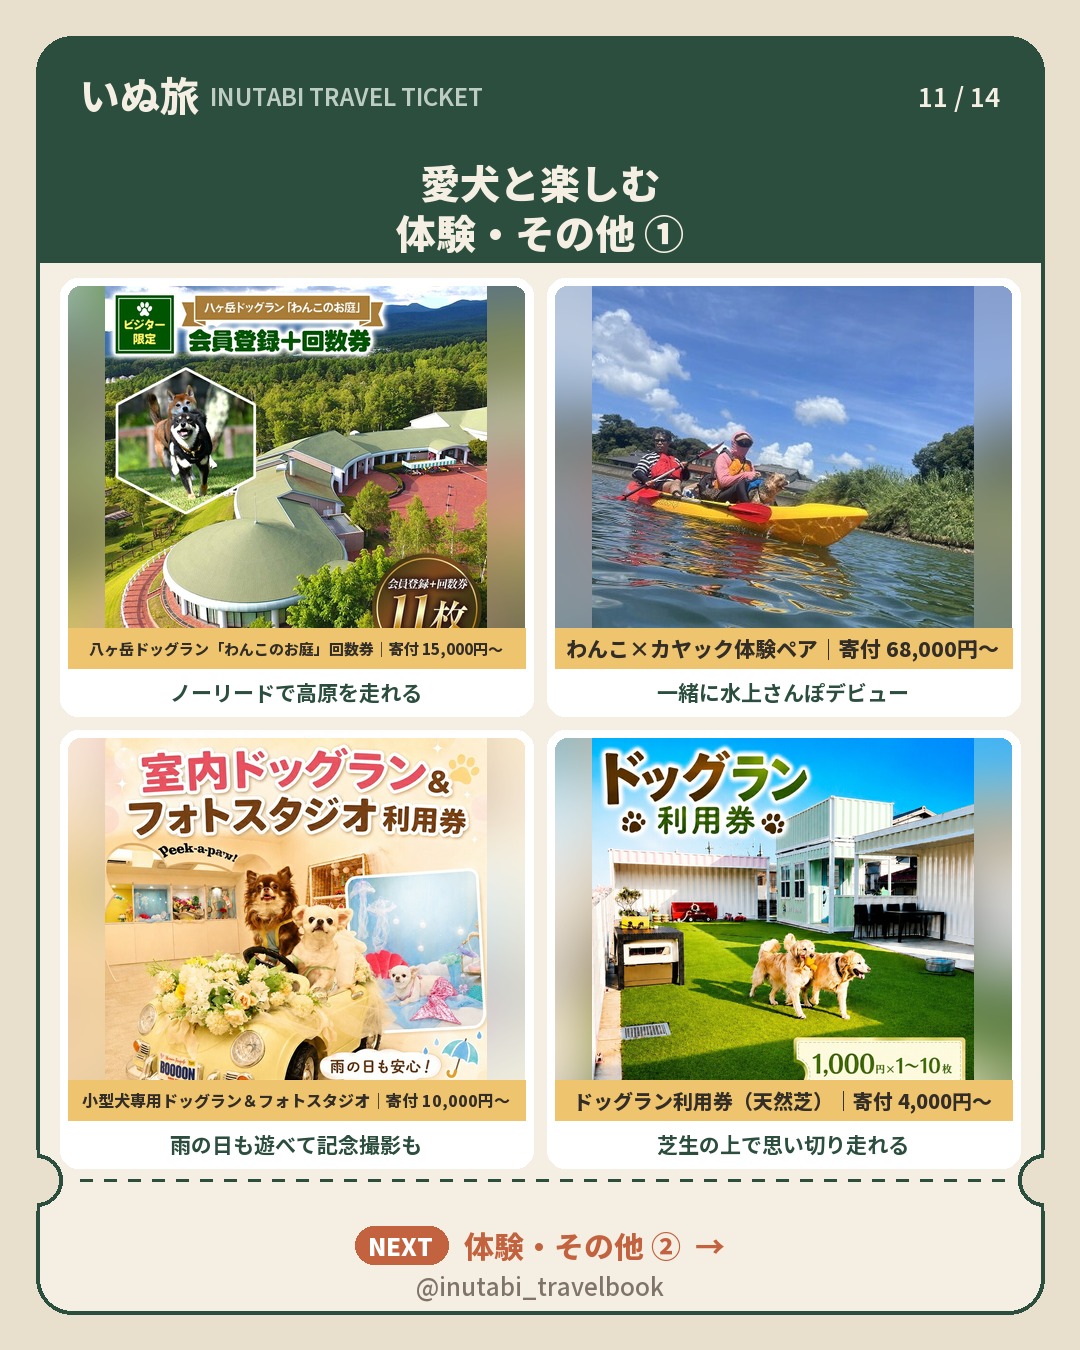 いぬ旅 INUTABI TRAVEL TICKET
11 / 14
愛犬と楽しむ
体験・その他 ①
ビジター
限定
八ヶ岳ドッグラン「わんこのお庭」
会員登録+回数券
会員登録+回数券
11枚
八ヶ岳ドッグラン「わんこのお庭」回数券｜寄付 15,000円〜
ノーリードで高原を走れる
わんこ×カヤック体験ペア｜寄付 68,000円〜
一緒に水上さんぽデビュー
室内ドッグラン&
フォトスタジオ利用券
Peek-a-paw!
BOOOON
雨の日も安心！
小型犬専用ドッグラン＆フォトスタジオ｜寄付 10,000円〜
雨の日も遊べて記念撮影も
ドッグラン
利用券
1,000円×1〜10枚
ドッグラン利用券（天然芝）｜寄付 4,000円〜
芝生の上で思い切り走れる
NEXT 体験・その他 ② →
@inutabi_travelbook